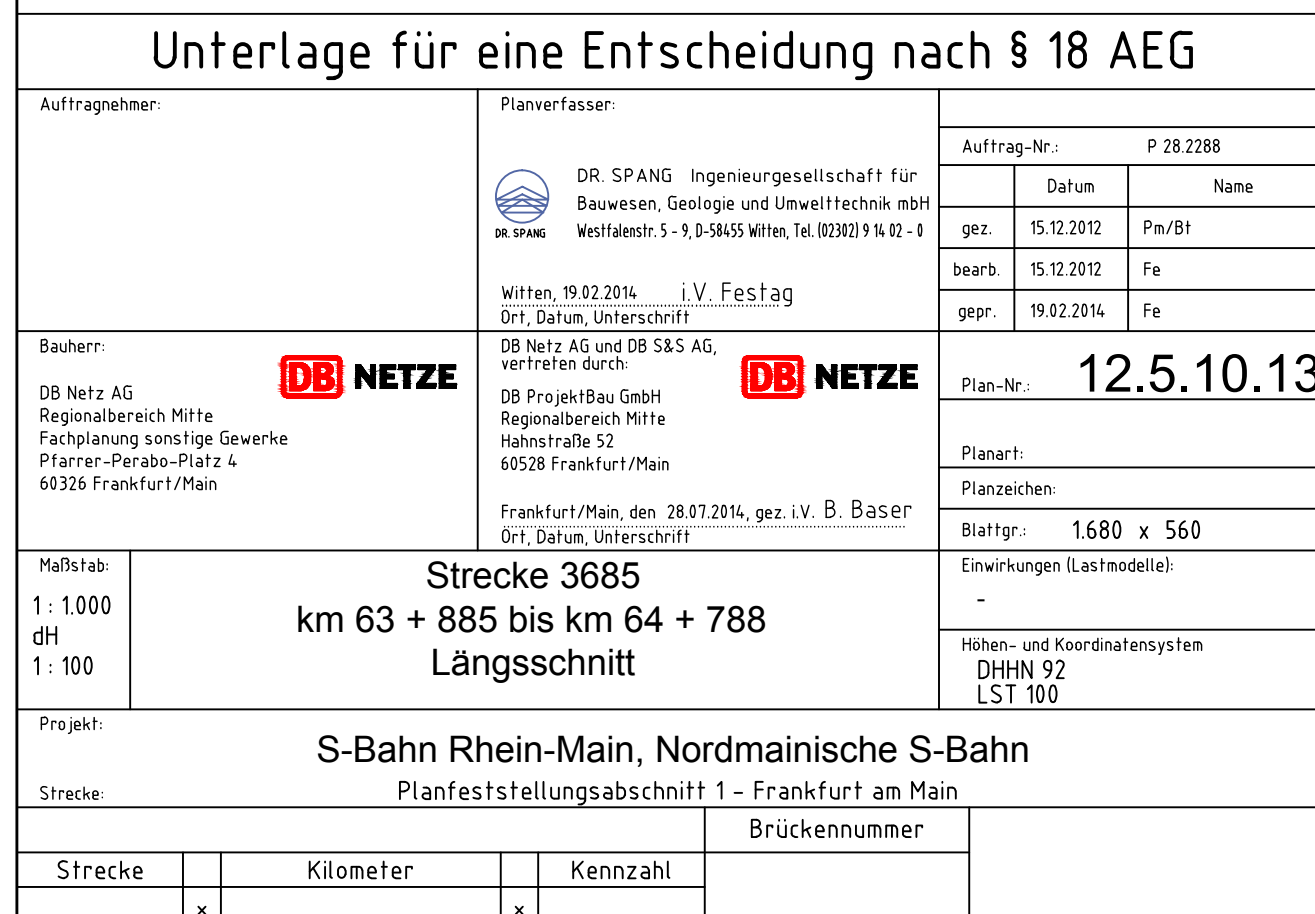 Unterlage für eine Entscheidung nach § 18 AEG
Auftragnehmer:
Planverfasser:
DR. SPANG
DR. SPANG Ingenieurgesellschaft für
Bauwesen, Geologie und Umwelttechnik mbH
Westfalenstr. 5 - 9, D-58455 Witten, Tel. (02302) 9 14 02 - 0
Witten, 19.02.2014 i.V. Festag
Ort, Datum, Unterschrift
Auftrag-Nr.: P 28.2288
Datum Name
gez. 15.12.2012 Pm/Bt
bearb. 15.12.2012 Fe
gepr. 19.02.2014 Fe
Bauherr:
DB NETZE
DB Netz AG
Regionalbereich Mitte
Fachplanung sonstige Gewerke
Pfarrer-Perabo-Platz 4
60326 Frankfurt/Main
DB Netz AG und DB S&S AG,
vertreten durch:
DB NETZE
DB ProjektBau GmbH
Regionalbereich Mitte
Hahnstraße 52
60528 Frankfurt/Main
Frankfurt/Main, den 28.07.2014, gez. i.V. B. Baser
Ort, Datum, Unterschrift
Plan-Nr.: 12.5.10.13
Planart:
Planzeichen:
Blattgr.: 1.680 x 560
Maßstab:
1 : 1.000
dH
1 : 100
Strecke 3685
km 63 + 885 bis km 64 + 788
Längsschnitt
Einwirkungen (Lastmodelle):
-
Höhen- und Koordinatensystem
DHHN 92
LST 100
Projekt:
S-Bahn Rhein-Main, Nordmainische S-Bahn
Strecke: Planfeststellungsabschnitt 1 - Frankfurt am Main
Brückennummer
Strecke Kilometer Kennzahl
x x